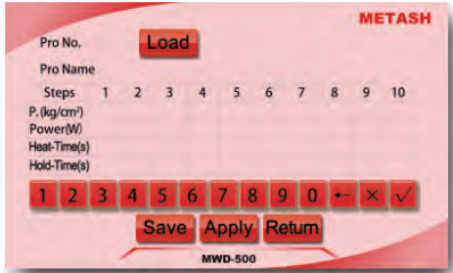 METASH
Pro No. Load
Pro Name
Steps 1 2 3 4 5 6 7 8 9 10
P.(kg/cm²)
Power(W)
Heat-Time(s)
Hold-Time(s)
1 2 3 4 5 6 7 8 9 0 ← × √
Save Apply Return
MWD-500